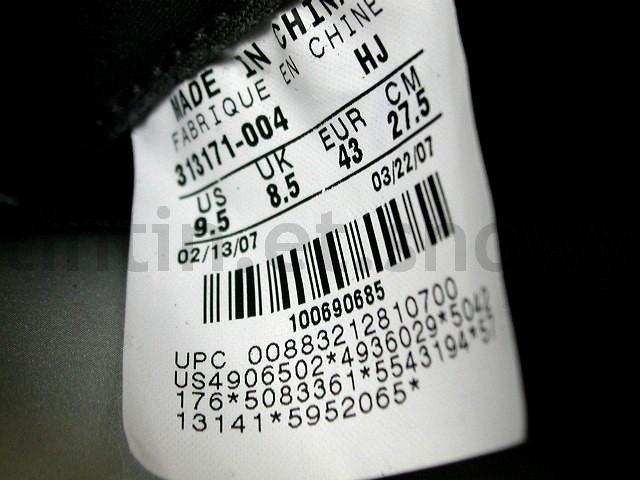 MADE IN CHINA
FABRIQUE EN CHINE
313171-004 HJ
US UK EUR CM
9.5 8.5 43 27.5
02/13/07 03/22/07
100690685
UPC 00883212810700
US4906502*4936029*5042
176*5083361*5543194*57
13141*5952065*